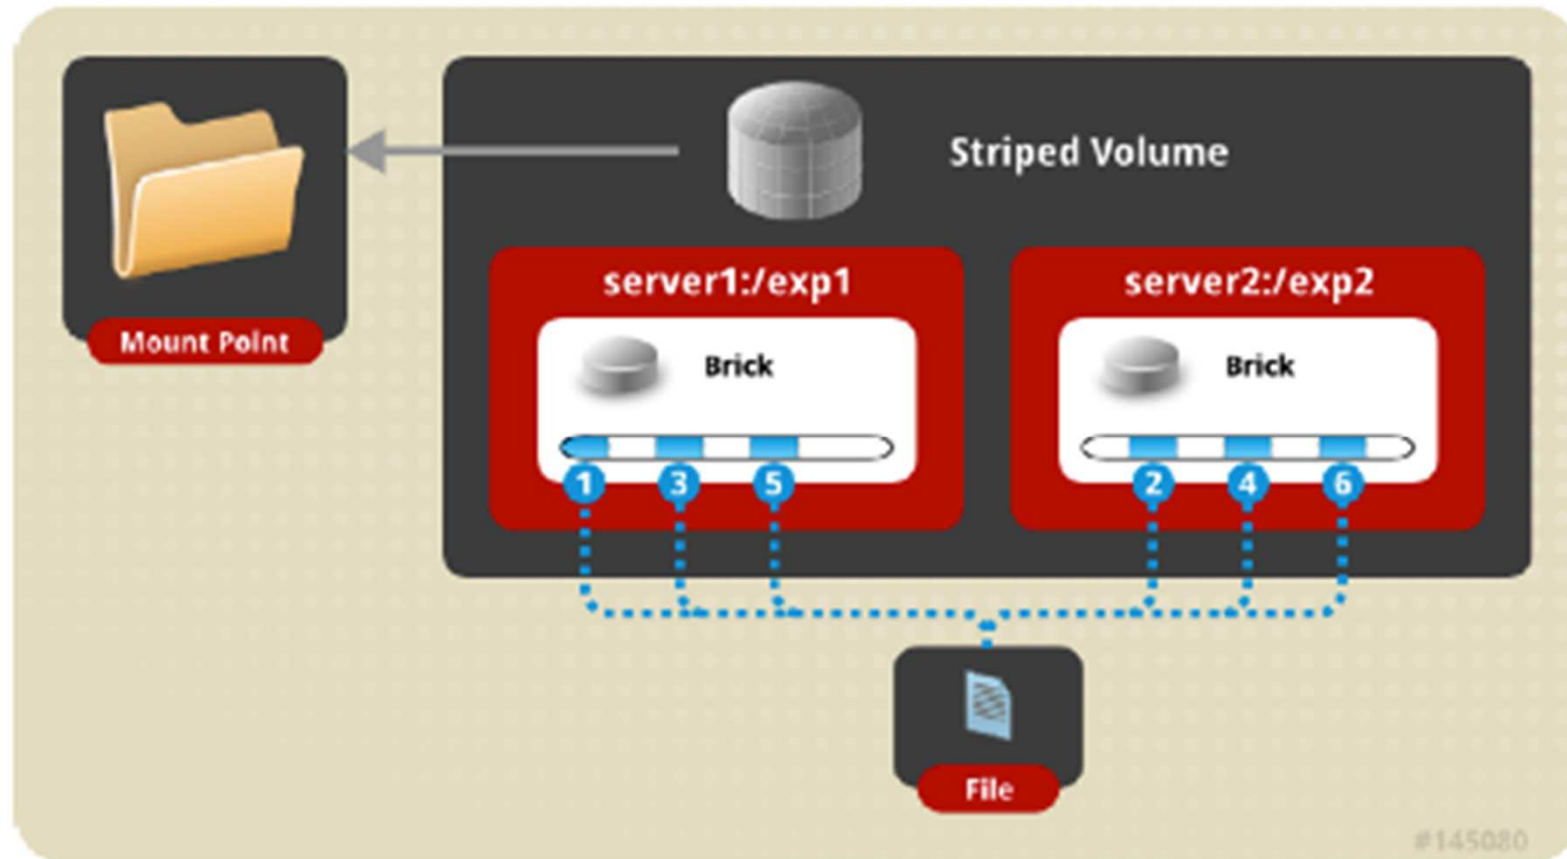 Striped Volume
Mount Point
server1:/exp1
server2:/exp2
Brick
Brick
1
3
5
2
4
6
File
#145080